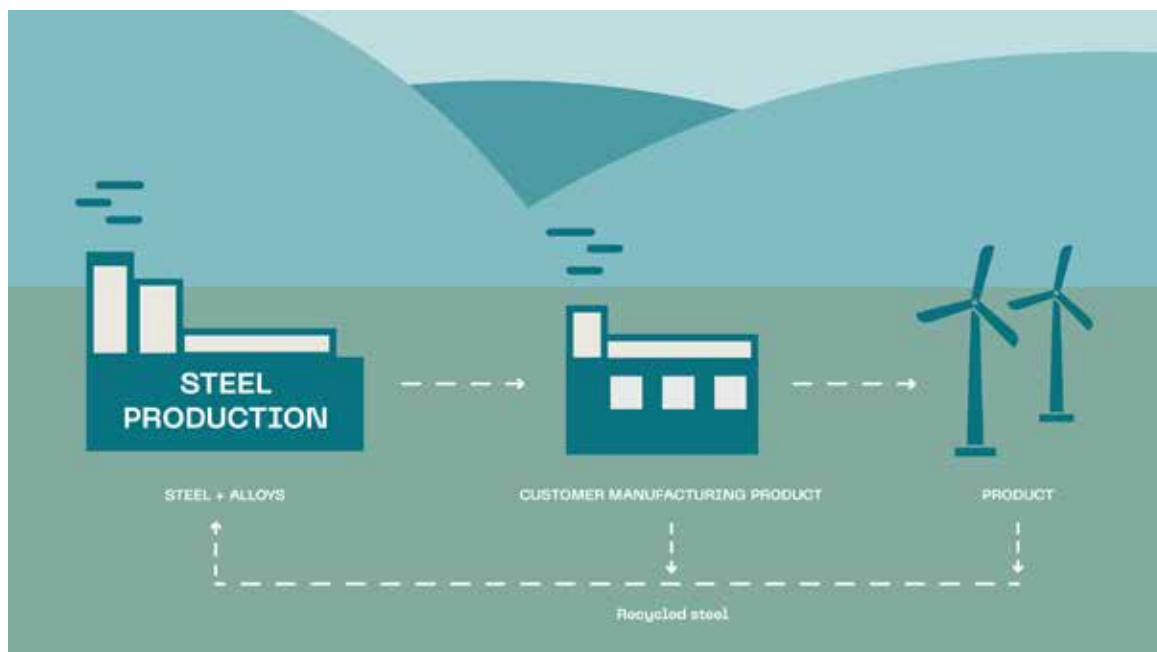 STEEL
PRODUCTION
STEEL + ALLOYS
CUSTOMER MANUFACTURING PRODUCT
PRODUCT
Recycled steel